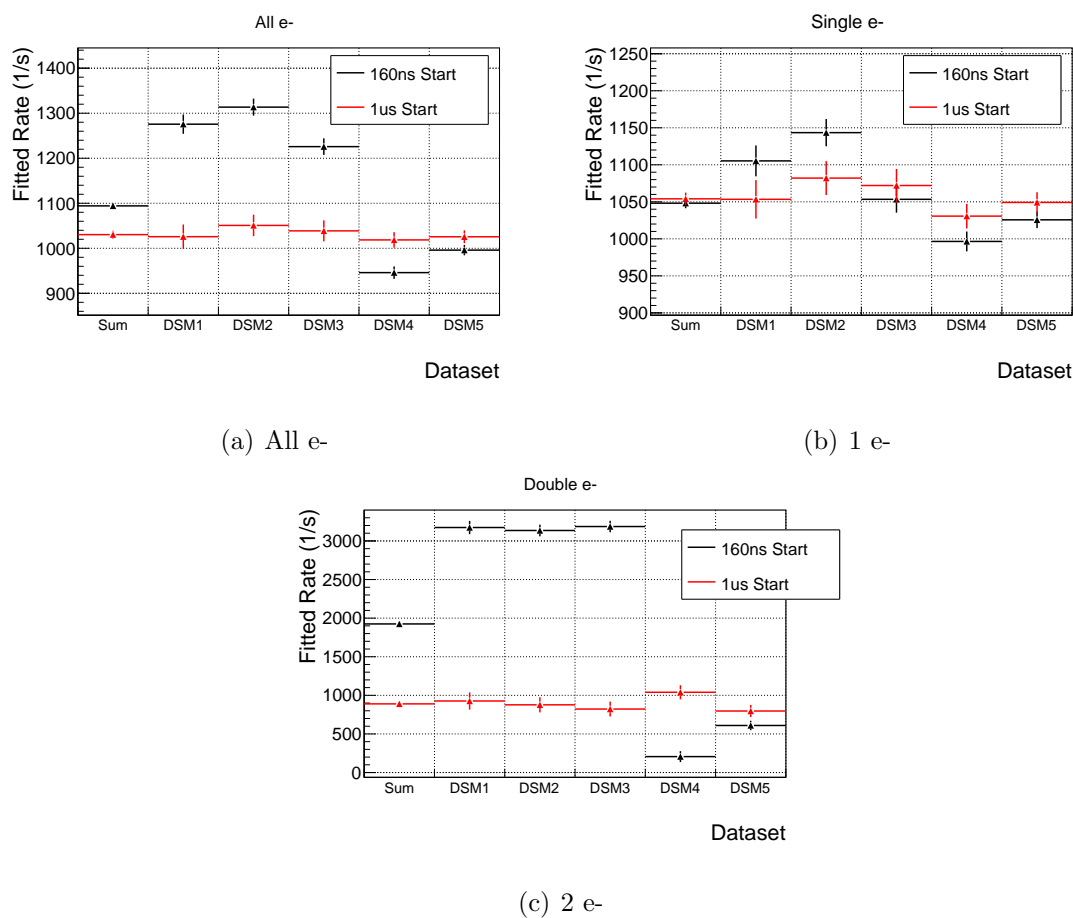 All e-
Fitted Rate (1/s)
1400
1300
1200
1100
1000
900
160ns Start
1us Start
Sum DSM1 DSM2 DSM3 DSM4 DSM5
Dataset
(a) All e-
Single e-
Fitted Rate (1/s)
1250
1200
1150
1100
1050
1000
950
900
160ns Start
1us Start
Sum DSM1 DSM2 DSM3 DSM4 DSM5
Dataset
(b) 1 e-
Double e-
Fitted Rate (1/s)
3000
2500
2000
1500
1000
500
0
160ns Start
1us Start
Sum DSM1 DSM2 DSM3 DSM4 DSM5
Dataset
(c) 2 e-